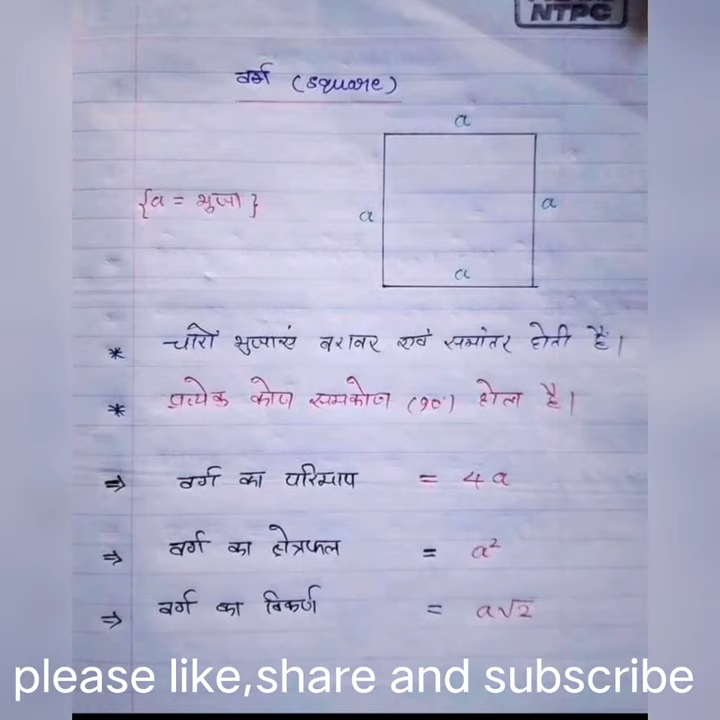 NTPC
वर्ग (square)
a
{a = भुजा}
a
a
a
* चारों भुजाएं बराबर एवं समांतर होती हैं।
* प्रत्येक कोण समकोण (90°) होता है।
⇒ वर्ग का परिमाप = 4a
⇒ वर्ग का क्षेत्रफल = a²
⇒ वर्ग का विकर्ण = a√2
please like,share and subscribe